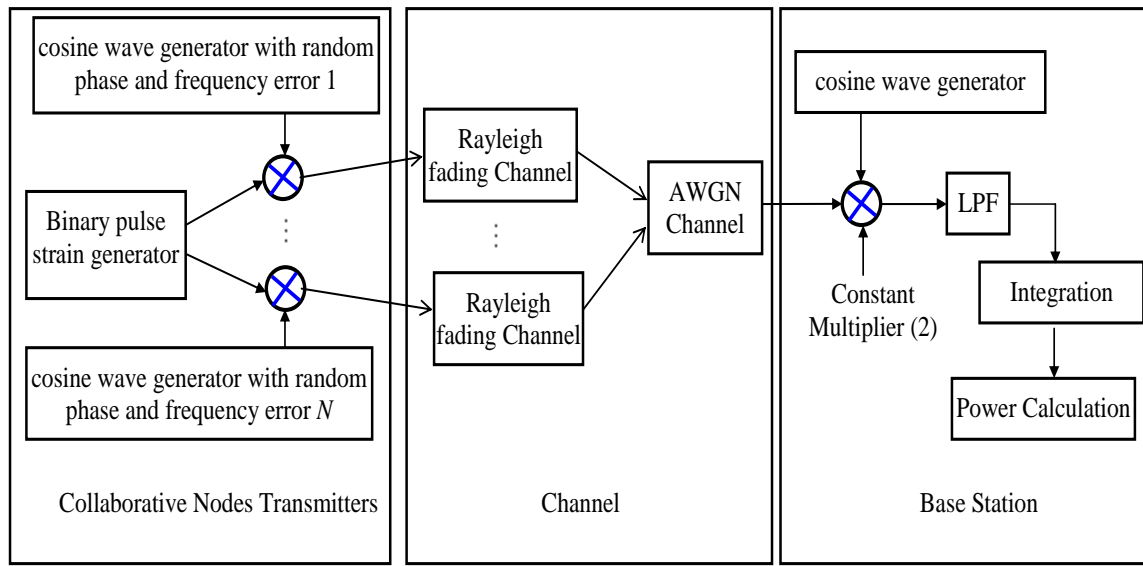 cosine wave generator with random
phase and frequency error 1
Binary pulse
strain generator
cosine wave generator with random
phase and frequency error N
Collaborative Nodes Transmitters
Rayleigh
fading Channel
Rayleigh
fading Channel
AWGN
Channel
Channel
cosine wave generator
LPF
Constant
Multiplier (2)
Integration
Power Calculation
Base Station